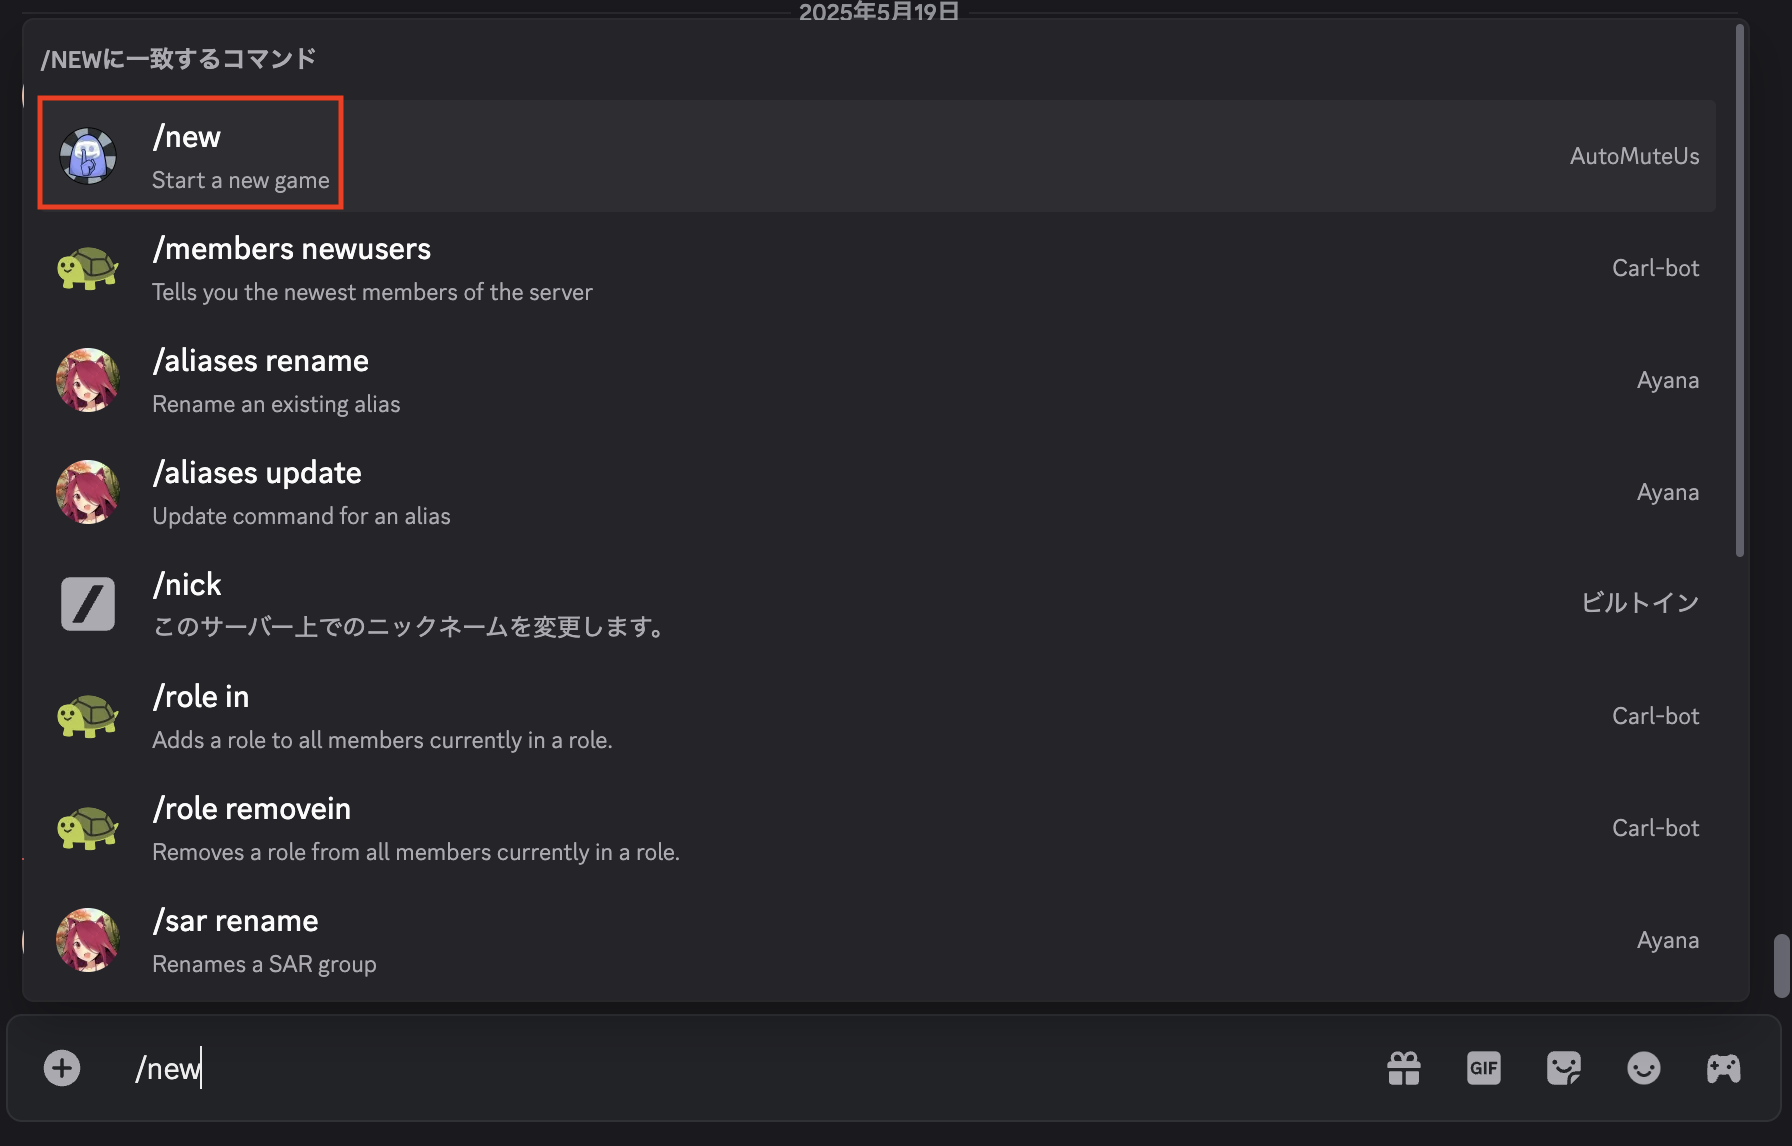 2025年5月19日
/NEWに一致するコマンド
/new
Start a new game
AutoMuteUs
/members newusers
Tells you the newest members of the server
Carl-bot
/aliases rename
Rename an existing alias
Ayana
/aliases update
Update command for an alias
Ayana
/nick
このサーバー上でのニックネームを変更します。
ビルトイン
/role in
Adds a role to all members currently in a role.
Carl-bot
/role removein
Removes a role from all members currently in a role.
Carl-bot
/sar rename
Renames a SAR group
Ayana
/new
GIF